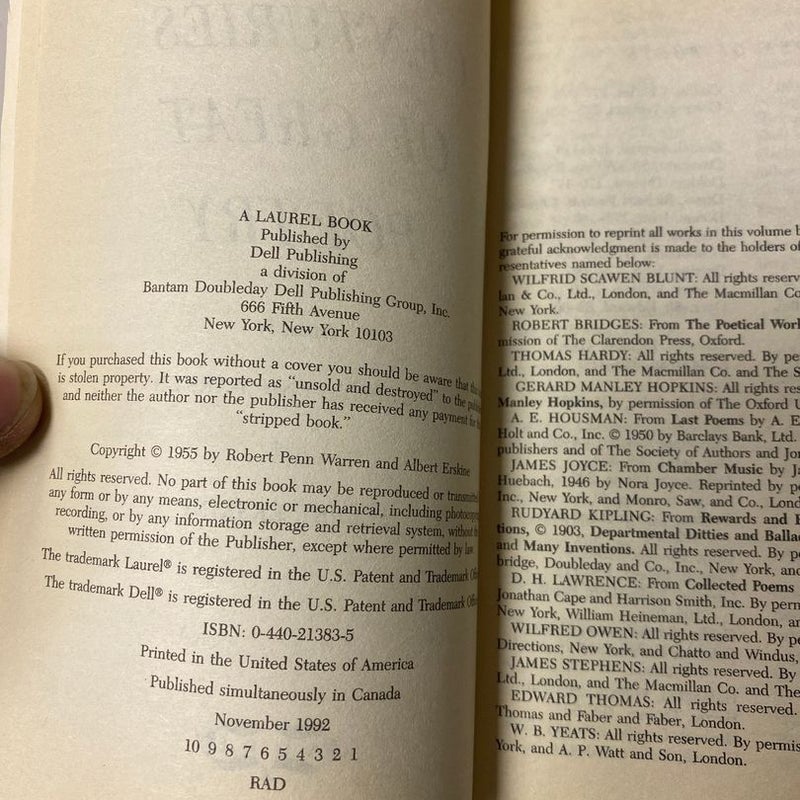 A LAUREL BOOK
Published by
Dell Publishing
a division of
Bantam Doubleday Dell Publishing Group, Inc.
666 Fifth Avenue
New York, New York 10103
If you purchased this book without a cover you should be aware that this
is stolen property. It was reported as "unsold and destroyed" to the
and neither the author nor the publisher has received any payment for
"stripped book."
Copyright © 1955 by Robert Penn Warren and Albert Erskine
All rights reserved. No part of this book may be reproduced or transmitted
any form or by any means, electronic or mechanical, including
recording, or by any information storage and retrieval system, without
written permission of the Publisher, except where permitted by law.
The trademark Laurel® is registered in the U.S. Patent and Trademark
The trademark Dell® is registered in the U.S. Patent and Trademark
ISBN: 0-440-21383-5
Printed in the United States of America
Published simultaneously in Canada
November 1992
10 9 8 7 6 5 4 3 2 1
RAD
For permission to reprint all works in this volume
grateful acknowledgment is made to the holders of
resentatives named below:
WILFRID SCAWEN BLUNT: All rights reserv
lan & Co., Ltd., London, and The Macmillan Co
New York.
ROBERT BRIDGES: From The Poetical Wor
mission of The Clarendon Press, Oxford.
THOMAS HARDY: All rights reserved. By pe
Ltd., London, and The Macmillan Co. and The S
GERARD MANLEY HOPKINS: All rights res
Manley Hopkins, by permission of The Oxford U
A. E. HOUSMAN: From Last Poems by A. E
Holt and Co., Inc. © 1950 by Barclays Bank, Ltd.
publishers and of The Society of Authors and Jo
JAMES JOYCE: From Chamber Music by J
Huebach, 1946 by Nora Joyce. Reprinted by p
Inc., New York, and Monro, Saw, and Co., Lond
RUDYARD KIPLING: From Rewards and F
tions, © 1903, Departmental Ditties and Balla
and Many Inventions. All rights reserved. By p
bridge, Doubleday and Co., Inc., New York, an
D. H. LAWRENCE: From Collected Poems
Jonathan Cape and Harrison Smith, Inc. By per
New York, William Heineman, Ltd., London, a
WILFRED OWEN: All rights reserved. By p
Directions, New York, and Chatto and Windus,
JAMES STEPHENS: All rights reserved. By
Ltd., London, and The Macmillan Co. and The
EDWARD THOMAS: All rights reserved.
Thomas and Faber and Faber, London.
W. B. YEATS: All rights reserved. By permis
York, and A. P. Watt and Son, London.